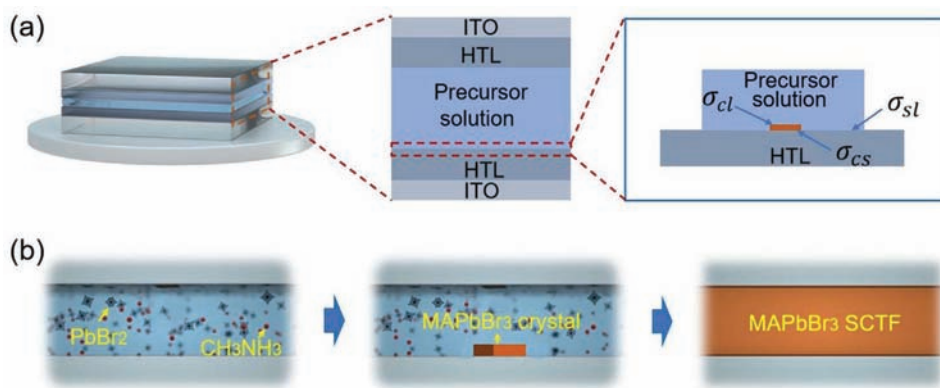 (a)
ITO
HTL
Precursor
solution
HTL
ITO
Precursor
solution
σcl
σsl
HTL
σcs
(b)
PbBr2
CH3NH3
MAPbBr3 crystal
MAPbBr3 SCTF